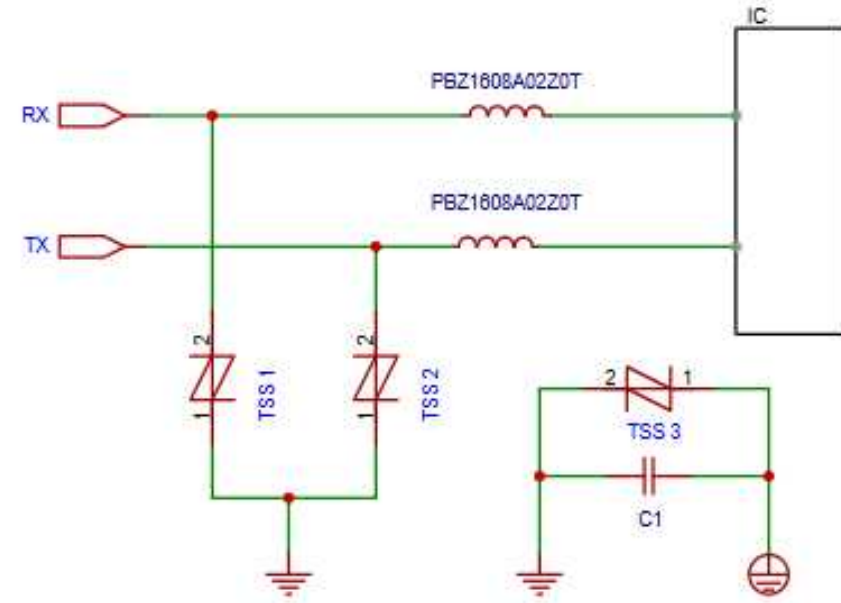 IC
PBZ1608A02Z0T
RX
PBZ1608A02Z0T
TX
2
2
TSS 1
TSS 2
1
1
2
1
TSS 3
C1